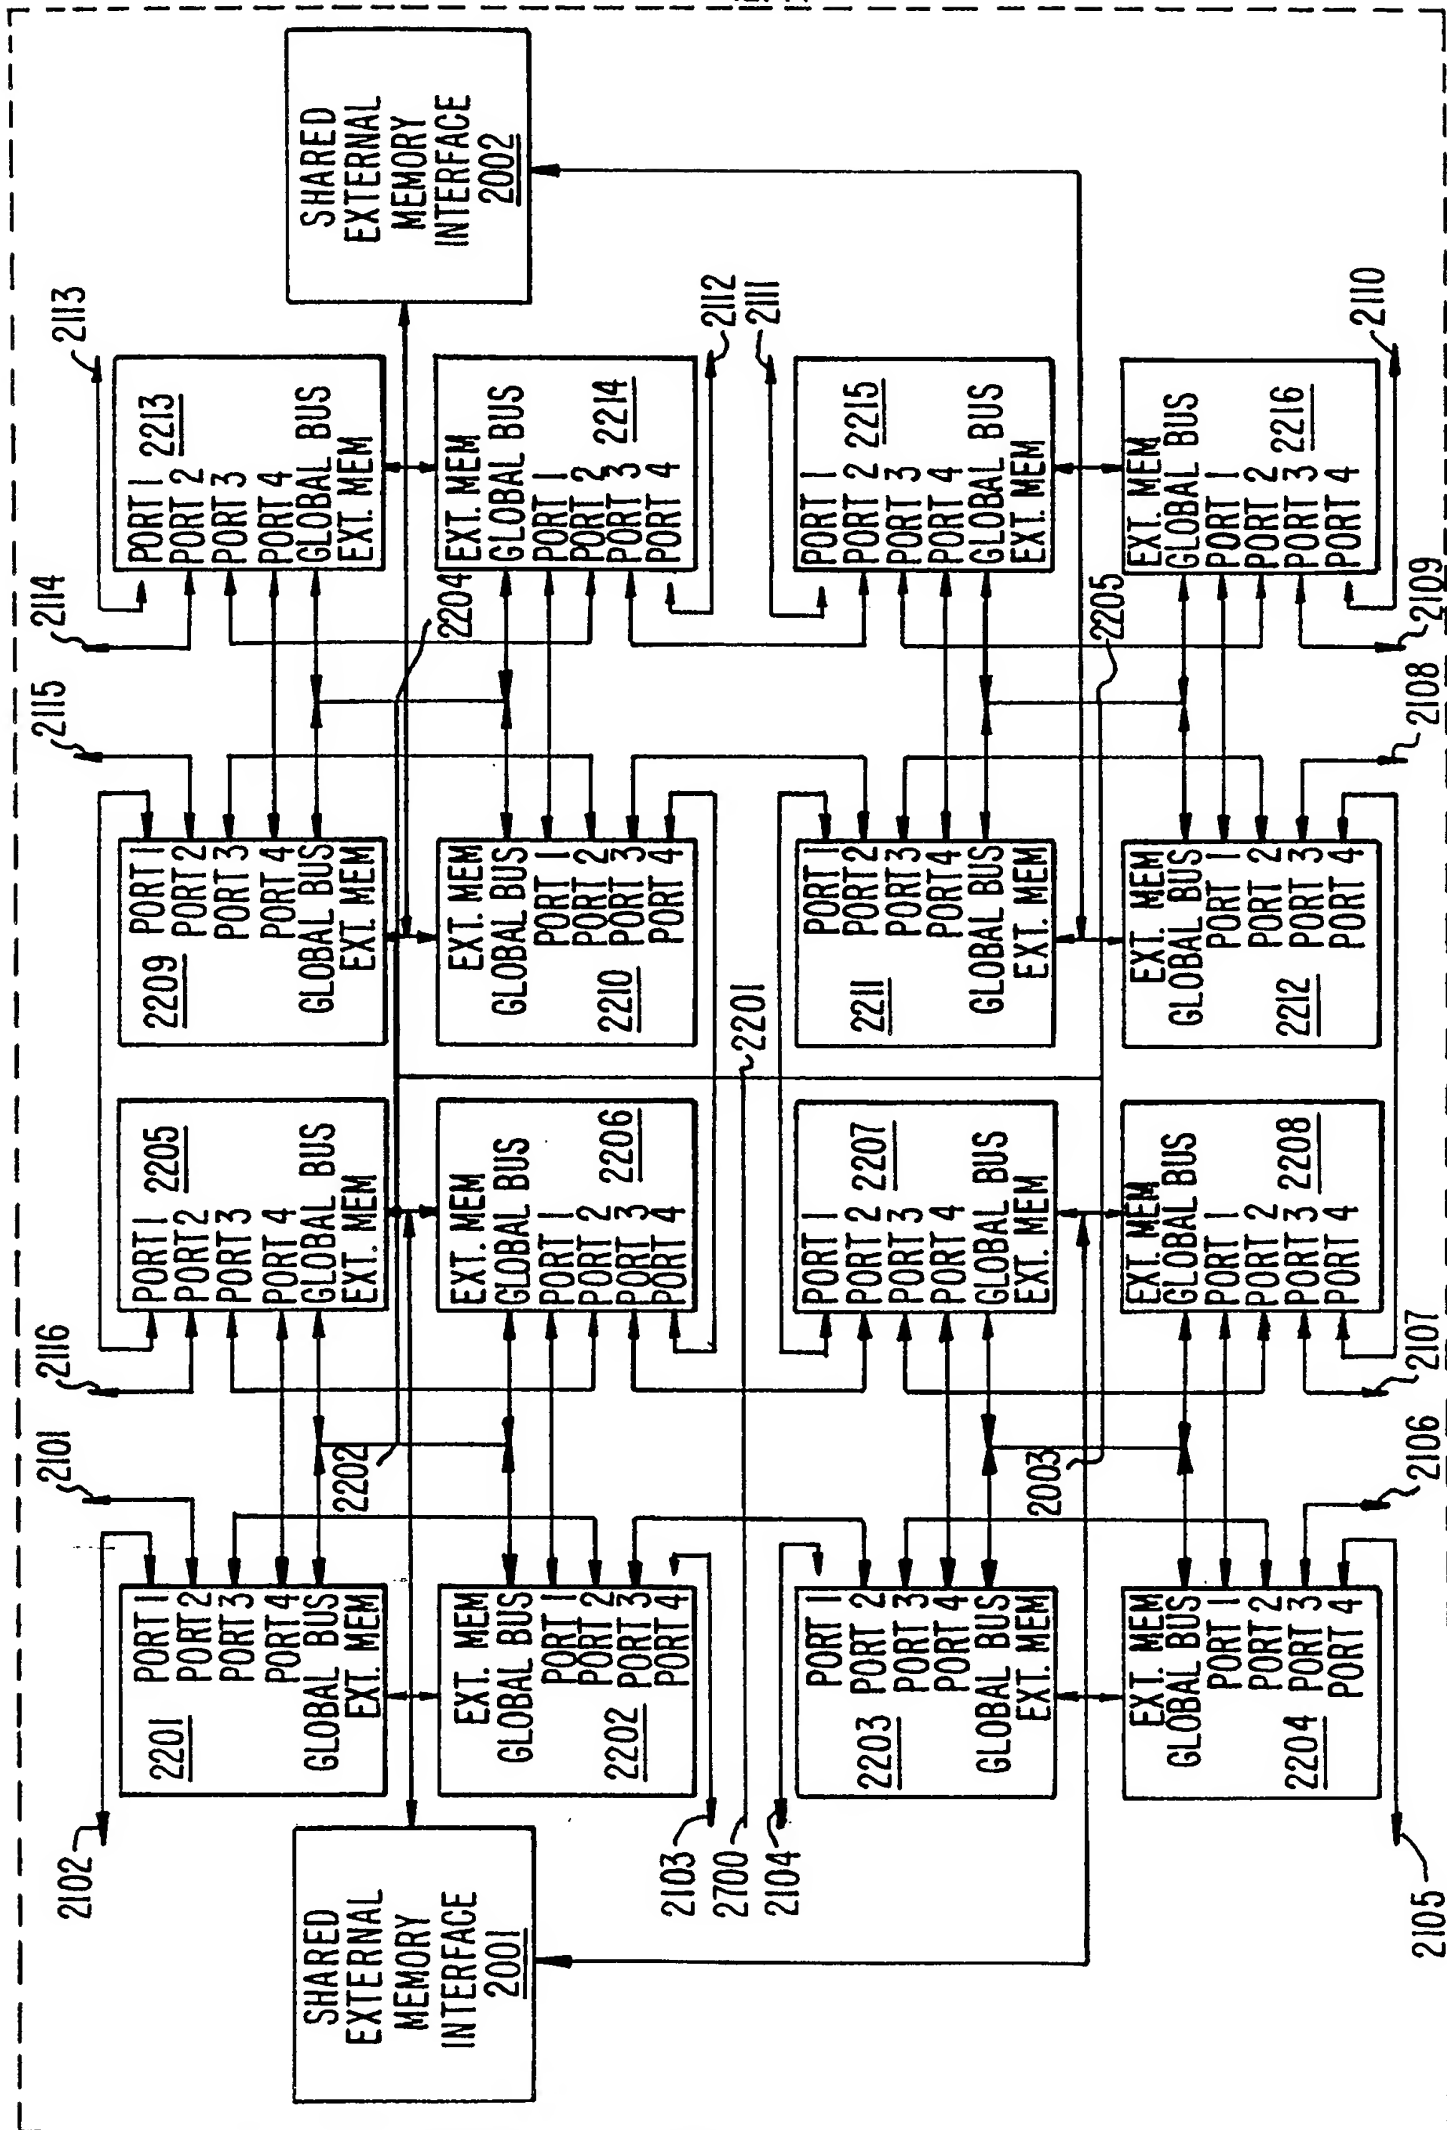 SHARED
EXTERNAL
MEMORY
INTERFACE
2001
2102
2101
2116
2115
2114
2113
2201
PORT 1
PORT 2
PORT 3
PORT 4
GLOBAL BUS
EXT. MEM
2205
PORT 1
PORT 2
PORT 3
PORT 4
GLOBAL BUS
EXT. MEM
2209
PORT 1
PORT 2
PORT 3
PORT 4
GLOBAL BUS
EXT. MEM
2213
PORT 1
PORT 2
PORT 3
PORT 4
GLOBAL BUS
EXT. MEM
SHARED
EXTERNAL
MEMORY
INTERFACE
2002
2202
2204
EXT. MEM
GLOBAL BUS
PORT 1
PORT 2
PORT 3
PORT 4
2202
EXT. MEM
GLOBAL BUS
PORT 1
PORT 2
PORT 3
PORT 4
2206
EXT. MEM
GLOBAL BUS
PORT 1
PORT 2
PORT 3
PORT 4
2210
EXT. MEM
GLOBAL BUS
PORT 1
PORT 2
PORT 3
PORT 4
2214
2103
2700
2104
2201
2112
2111
PORT 1
PORT 2
PORT 3
PORT 4
GLOBAL BUS
EXT. MEM
2203
PORT 1
PORT 2
PORT 3
PORT 4
GLOBAL BUS
EXT. MEM
2207
PORT 1
PORT 2
PORT 3
PORT 4
GLOBAL BUS
EXT. MEM
2211
PORT 1
PORT 2
PORT 3
PORT 4
GLOBAL BUS
EXT. MEM
2215
2003
2205
EXT. MEM
GLOBAL BUS
PORT 1
PORT 2
PORT 3
PORT 4
2204
EXT. MEM
GLOBAL BUS
PORT 1
PORT 2
PORT 3
PORT 4
2208
EXT. MEM
GLOBAL BUS
PORT 1
PORT 2
PORT 3
PORT 4
2212
EXT. MEM
GLOBAL BUS
PORT 1
PORT 2
PORT 3
PORT 4
2216
2105
2106
2107
2108
2109
2110